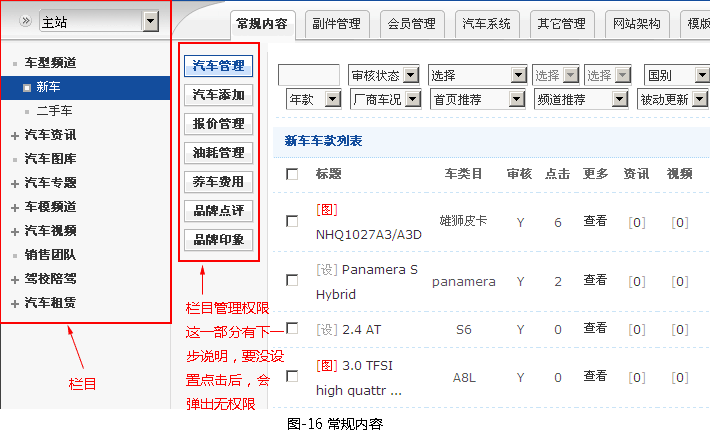 主站
常规内容 副件管理 会员管理 汽车系统 其它管理 网站架构 模版
车型频道
新车
二手车
汽车资讯
汽车图库
汽车专题
车模频道
汽车视频
销售团队
驾校陪驾
汽车租赁
栏目
汽车管理
汽车添加
报价管理
油耗管理
养车费用
品牌点评
品牌印象
栏目管理权限
这一部分有下一
步说明，要没设
置点击后，会
弹出无权限
审核状态 选择 选择 选择 国别
年款 厂商车况 首页推荐 频道推荐 被动更新
新车车款列表
标题 车类目 审核 点击 更多 资讯 视频
[图]
NHQ1027A3/A3D 雄狮皮卡 Y 6 查看 [0] [0]
[设] Panamera S
Hybrid panamera Y 2 查看 [0] [0]
[设] 2.4 AT S6 Y 0 查看 [0] [0]
[图] 3.0 TFSI
high quattr ... A8L Y 0 查看 [0] [0]
图-16 常规内容